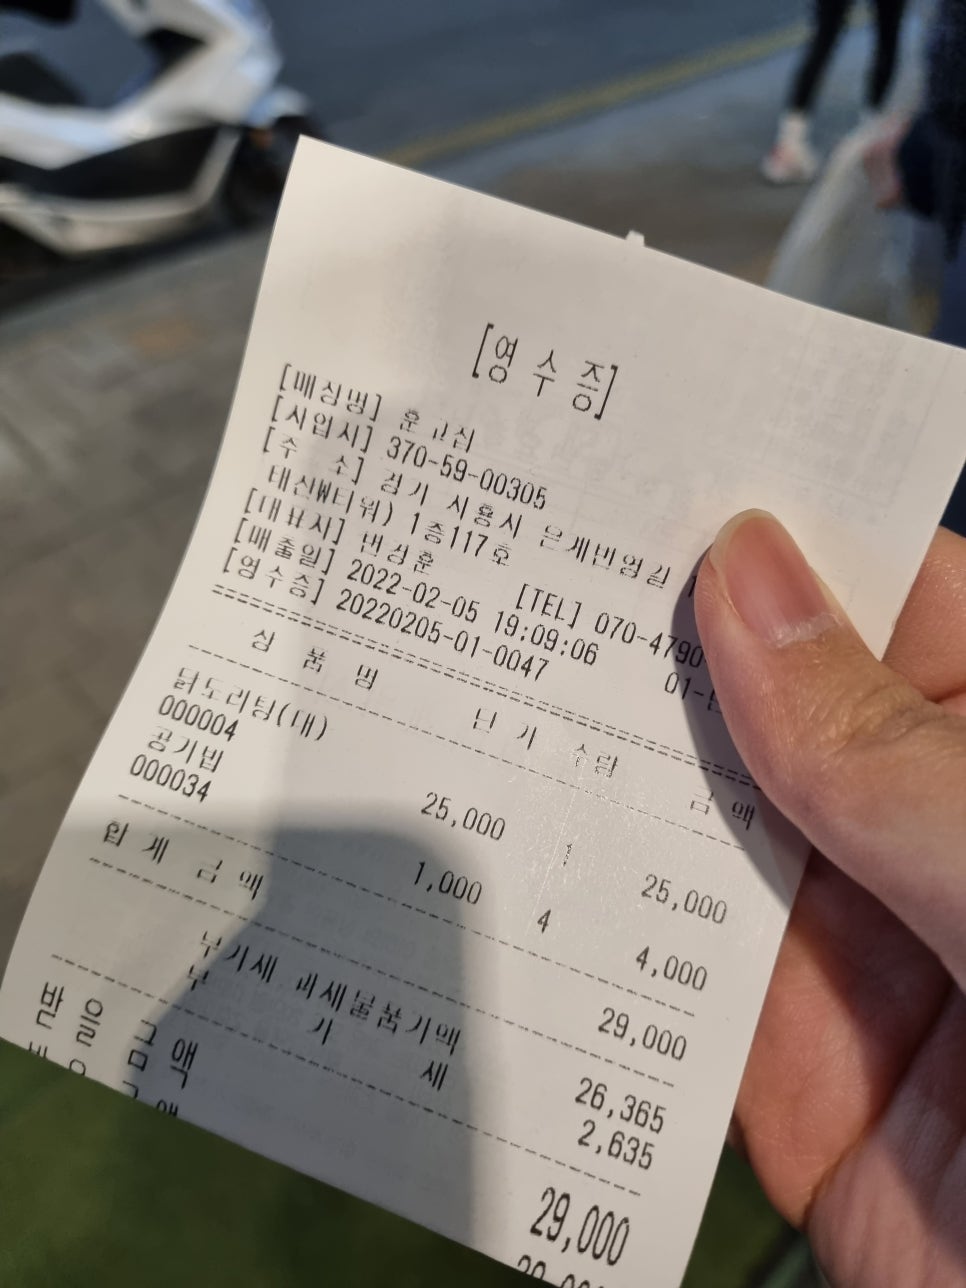 [영 수 증]
[매장명] 훈 고집
[사업자] 370-59-00305
[주 소] 경기 시흥시 은계번영길
태산W타워) 1층117호
[대표자] 변성훈 [TEL] 070-4790-
[매출일] 2022-02-05 19:09:06
[영수증] 20220205-01-0047 01-
상 품 명 단 가 수량 금 액
닭도리탕(대)
000004 25,000 1 25,000
공기밥
000034 1,000 4 4,000
합 계 금 액 29,000
부가세 과세물품가액 26,365
부 가 세 2,635
받 을 금 액 29,000